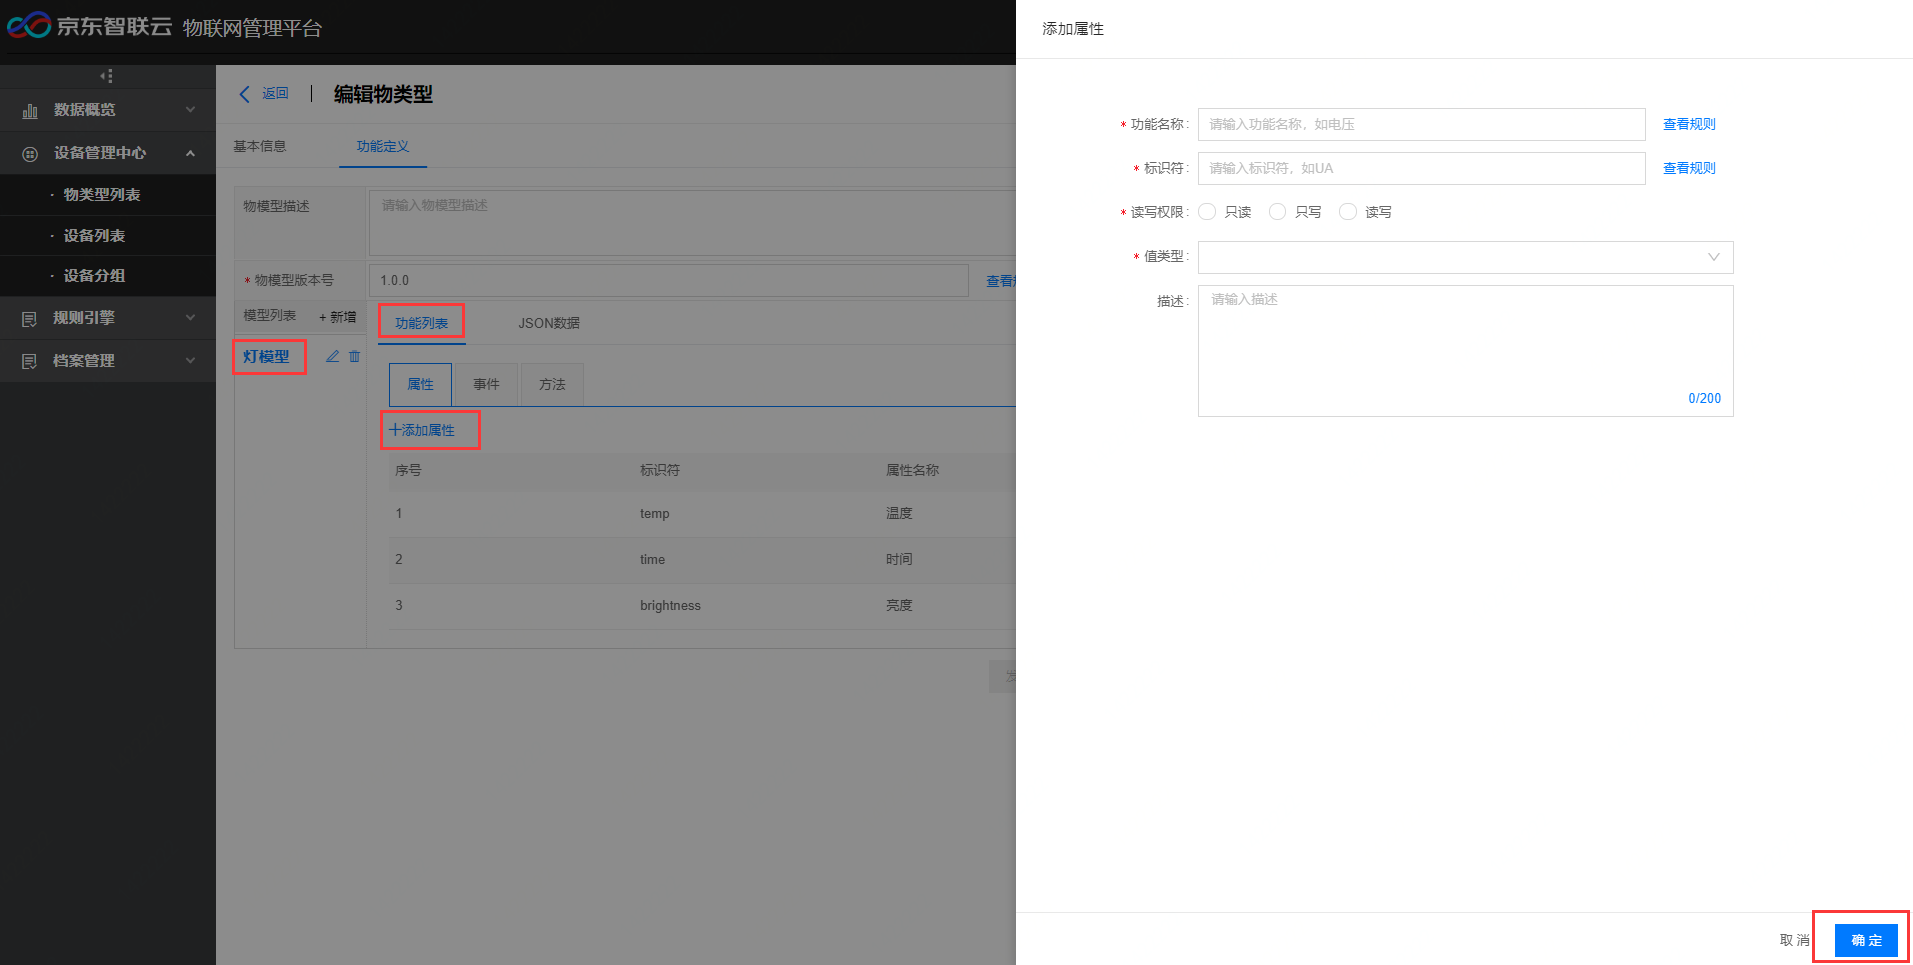 京东智联云 物联网管理平台
数据概览
设备管理中心
· 物类型列表
· 设备列表
· 设备分组
规则引擎
档案管理
返回 | 编辑物类型
基本信息 功能定义
物模型描述 请输入物模型描述
* 物模型版本号 1.0.0 查看
模型列表 + 新增 功能列表 JSON数据
灯模型
属性 事件 方法
+添加属性
序号 标识符 属性名称
1 temp 温度
2 time 时间
3 brightness 亮度
添加属性
* 功能名称: 请输入功能名称，如电压 查看规则
* 标识符: 请输入标识符，如UA 查看规则
* 读写权限: 只读 只写 读写
* 值类型:
描述: 请输入描述
0/200
取消 确定